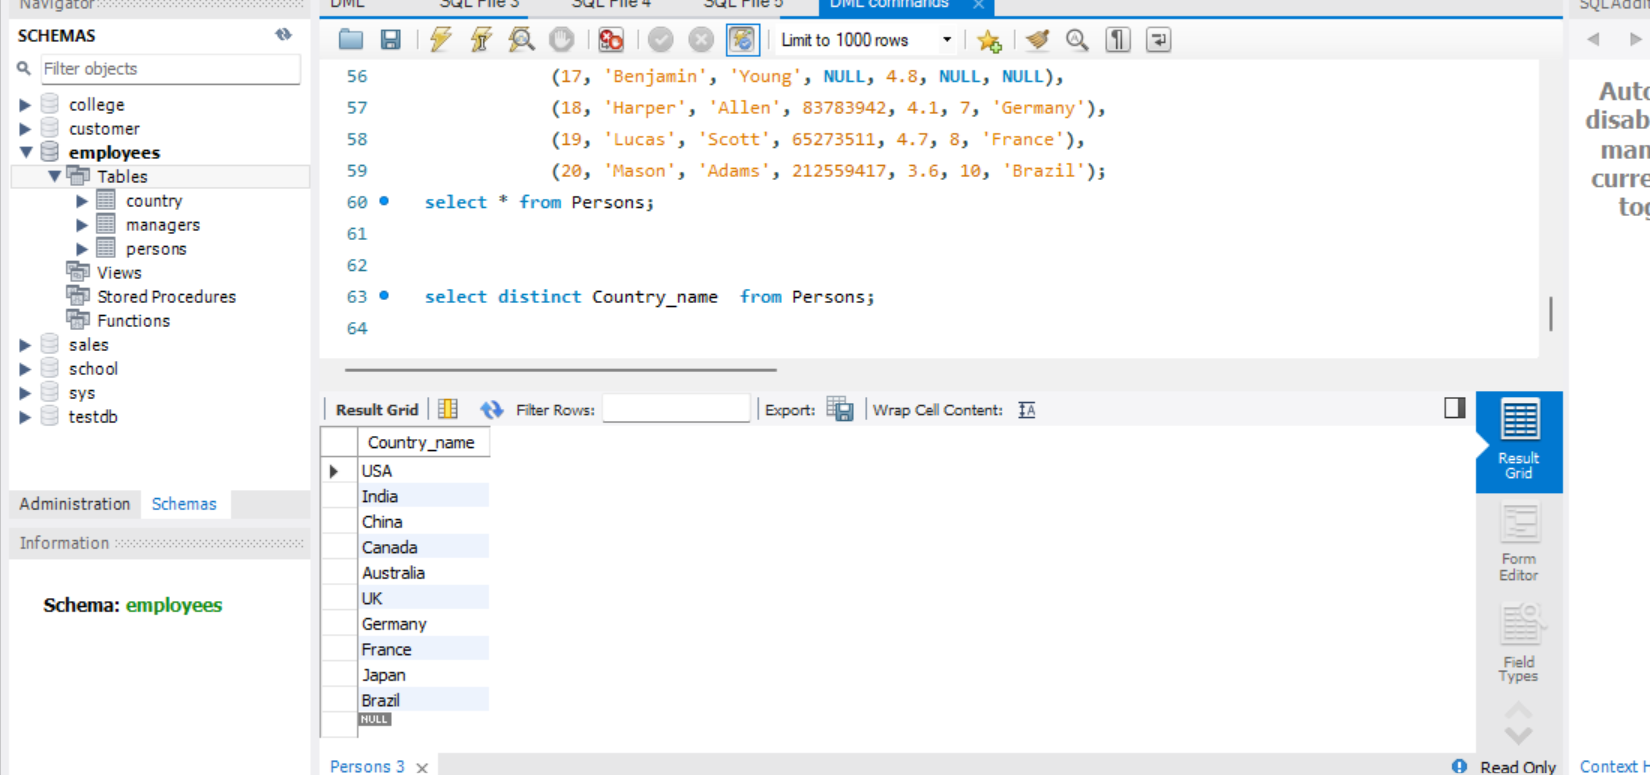 Navigator
DML
SQL File 3
SQL File 4
SQL File 5
DML commands
SCHEMAS
Filter objects
college
customer
employees
Tables
country
managers
persons
Views
Stored Procedures
Functions
sales
school
sys
testdb
Administration
Schemas
Information
Schema: employees
Limit to 1000 rows
56 (17, 'Benjamin', 'Young', NULL, 4.8, NULL, NULL),
57 (18, 'Harper', 'Allen', 83783942, 4.1, 7, 'Germany'),
58 (19, 'Lucas', 'Scott', 65273511, 4.7, 8, 'France'),
59 (20, 'Mason', 'Adams', 212559417, 3.6, 10, 'Brazil');
60 select * from Persons;
61
62
63 select distinct Country_name from Persons;
64
Result Grid
Filter Rows:
Export:
Wrap Cell Content:
Country_name
USA
India
China
Canada
Australia
UK
Germany
France
Japan
Brazil
NULL
Result
Grid
Form
Editor
Field
Types
Persons 3
Read Only
Context